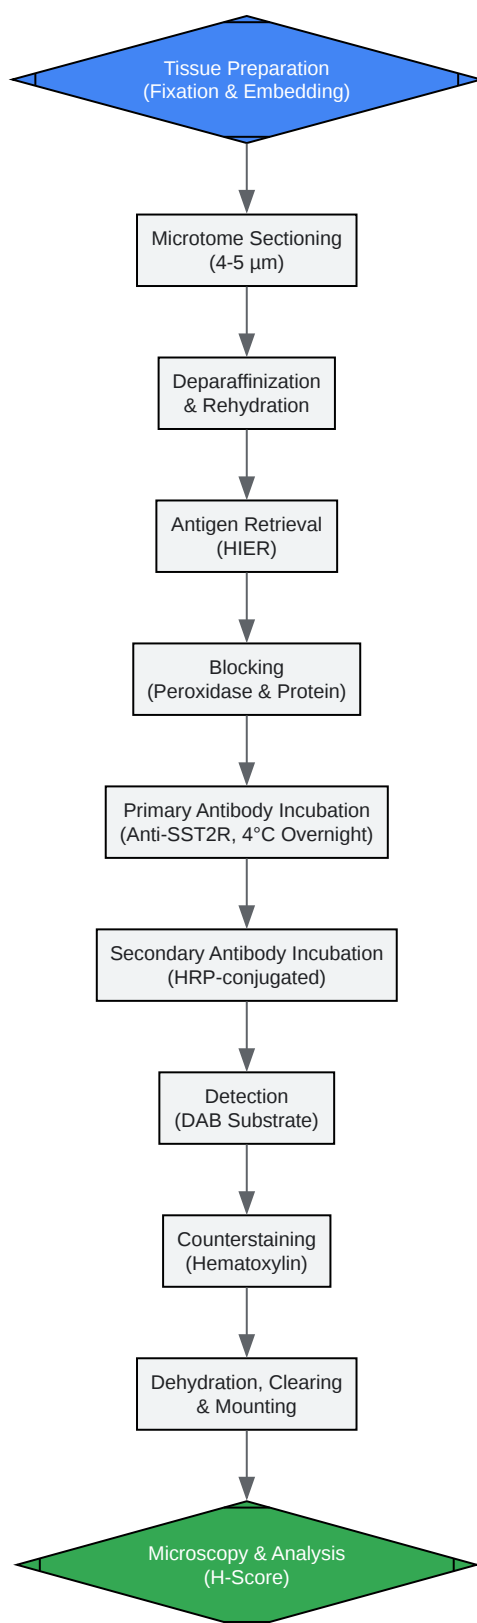 Tissue Preparation
(Fixation & Embedding)
Microtome Sectioning
(4-5 µm)
Deparaffinization
& Rehydration
Antigen Retrieval
(HIER)
Blocking
(Peroxidase & Protein)
Primary Antibody Incubation
(Anti-SST2R, 4°C Overnight)
Secondary Antibody Incubation
(HRP-conjugated)
Detection
(DAB Substrate)
Counterstaining
(Hematoxylin)
Dehydration, Clearing
& Mounting
Microscopy & Analysis
(H-Score)